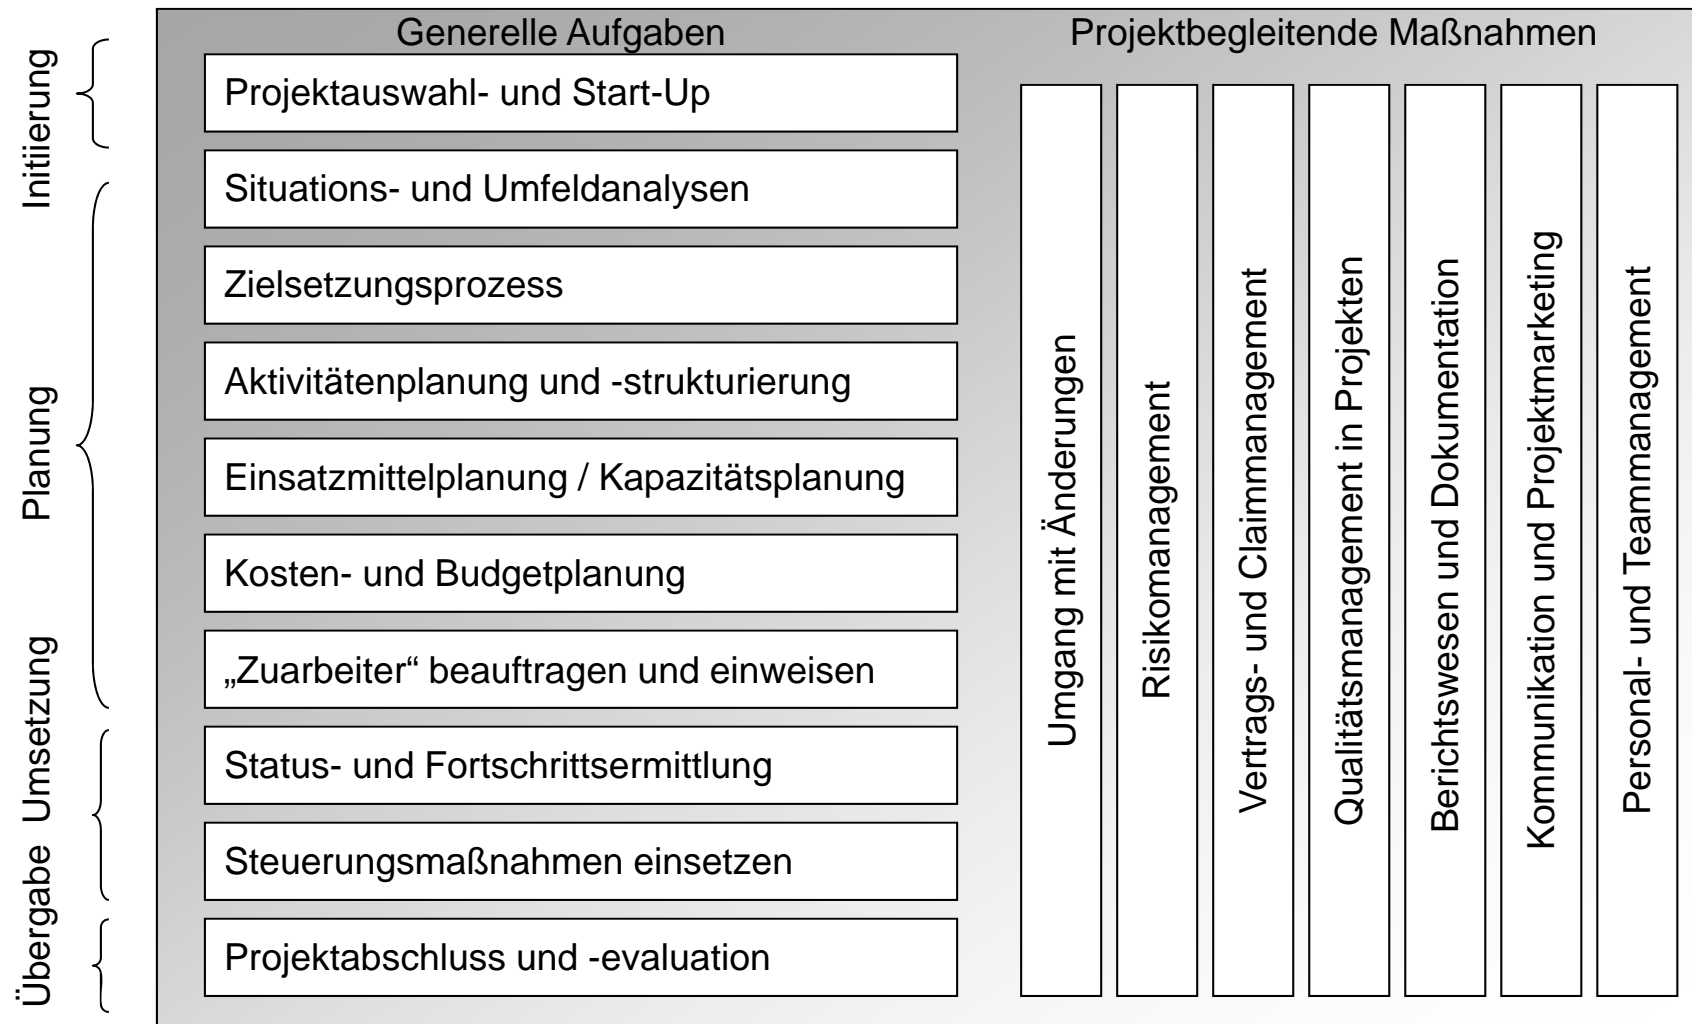 Generelle Aufgaben
Projektbegleitende Maßnahmen
Initiierung
Planung
Umsetzung
Übergabe
Projektauswahl- und Start-Up
Situations- und Umfeldanalysen
Zielsetzungsprozess
Aktivitätenplanung und -strukturierung
Einsatzmittelplanung / Kapazitätsplanung
Kosten- und Budgetplanung
„Zuarbeiter“ beauftragen und einweisen
Status- und Fortschrittsermittlung
Steuerungsmaßnahmen einsetzen
Projektabschluss und -evaluation
Umgang mit Änderungen
Risikomanagement
Vertrags- und Claimmanagement
Qualitätsmanagement in Projekten
Berichtswesen und Dokumentation
Kommunikation und Projektmarketing
Personal- und Teammanagement